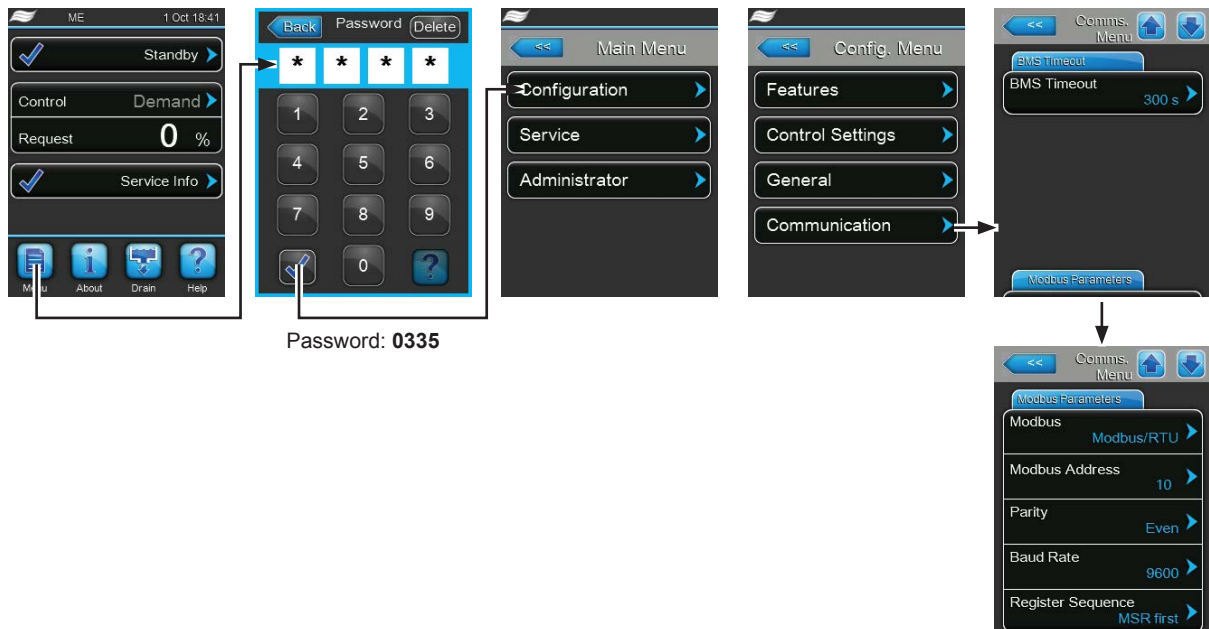 ME 1 Oct 18:41
Standby
Control Demand
Request 0 %
Service Info
Menu About Drain Help
Back Password Delete
* * * *
1 2 3
4 5 6
7 8 9
0 ?
Password: 0335
<< Main Menu
Configuration
Service
Administrator
<< Config. Menu
Features
Control Settings
General
Communication
<< Comms.
Menu
BMS Timeout
BMS Timeout
300 s
Modbus Parameters
<< Comms.
Menu
Modbus Parameters
Modbus
Modbus/RTU
Modbus Address
10
Parity
Even
Baud Rate
9600
Register Sequence
MSR first